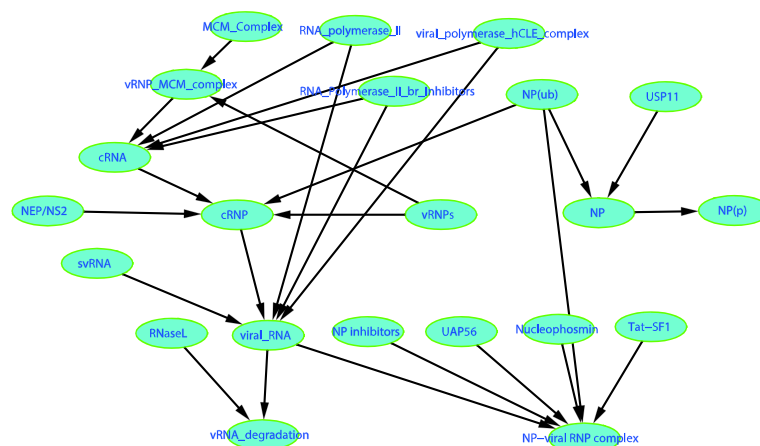 MCM_Complex
RNA_polymerase_II
viral_polymerase_hCLE_complex
vRNP_MCM_complex
RNA_Polymerase_II_br_Inhibitors
NP(ub)
USP11
cRNA
NEP/NS2
cRNP
vRNPs
NP
NP(p)
svRNA
RNaseL
viral_RNA
NP inhibitors
UAP56
Nucleophosmin
Tat−SF1
vRNA_degradation
NP−viral RNP complex